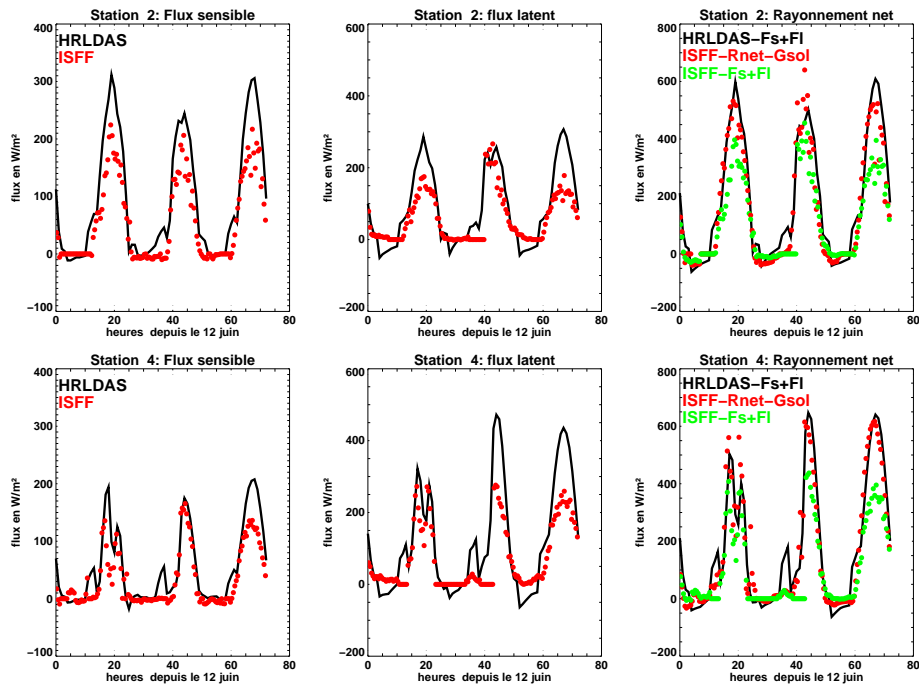 Station 2: Flux sensible
400
HRLDAS
ISFF
300
200
100
0
−100
flux en W/m²
0 20 40 60 80
heures depuis le 12 juin
Station 2: flux latent
600
400
200
0
−200
flux en W/m²
0 20 40 60 80
heures depuis le 12 juin
Station 2: Rayonnement net
800
HRLDAS−Fs+Fl
ISFF−Rnet−Gsol
ISFF−Fs+Fl
600
400
200
0
−200
flux en W/m²
0 20 40 60 80
heures depuis le 12 juin
Station 4: Flux sensible
400
HRLDAS
ISFF
300
200
100
0
−100
flux en W/m²
0 20 40 60 80
heures depuis le 12 juin
Station 4: flux latent
600
400
200
0
−200
flux en W/m²
0 20 40 60 80
heures depuis le 12 juin
Station 4: Rayonnement net
800
HRLDAS−Fs+Fl
ISFF−Rnet−Gsol
ISFF−Fs+Fl
600
400
200
0
−200
flux en W/m²
0 20 40 60 80
heures depuis le 12 juin